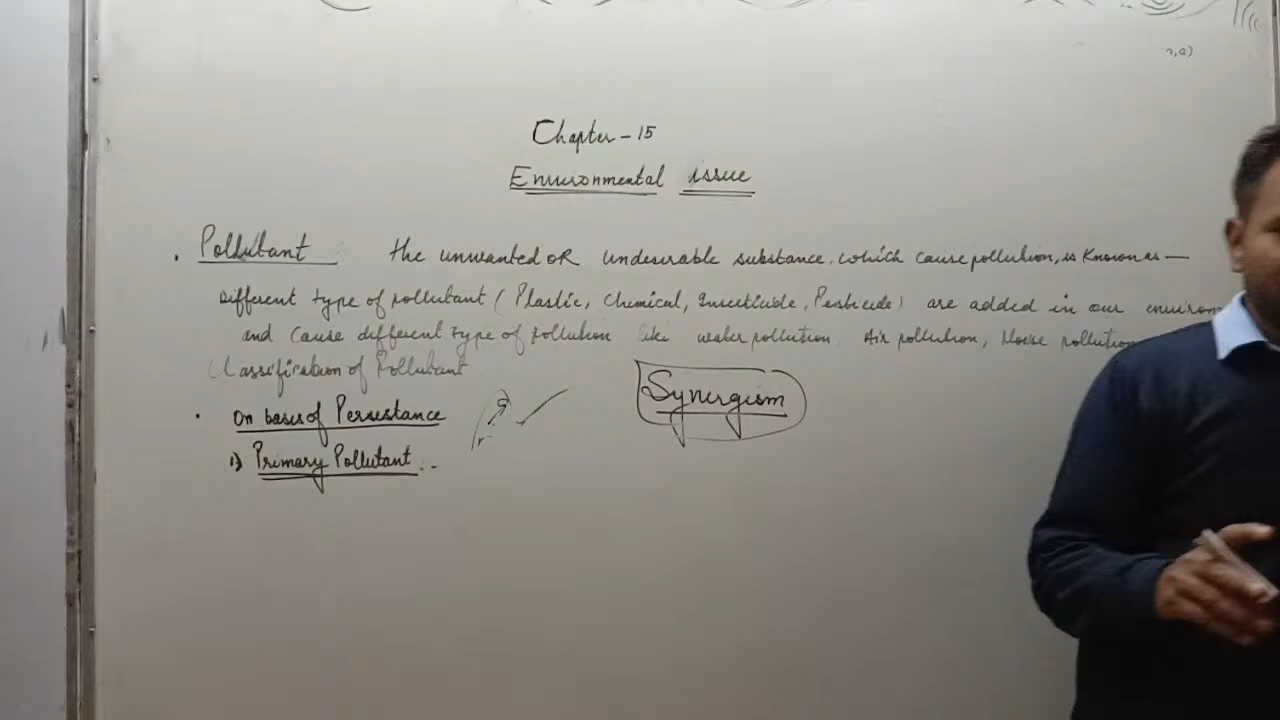 Chapter - 15
Environmental issue
. Pollutant the unwanted OR undesirable substance which cause pollution, is Known as —
Different type of pollutant ( Plastic, Chemical, Insecticide, Pesticide ) are added in our environ
and cause different type of pollution like water pollution, Air pollution, Noise pollution
Classification of Pollutant
. On bases of Persistance
Synergism
1) Primary Pollutant